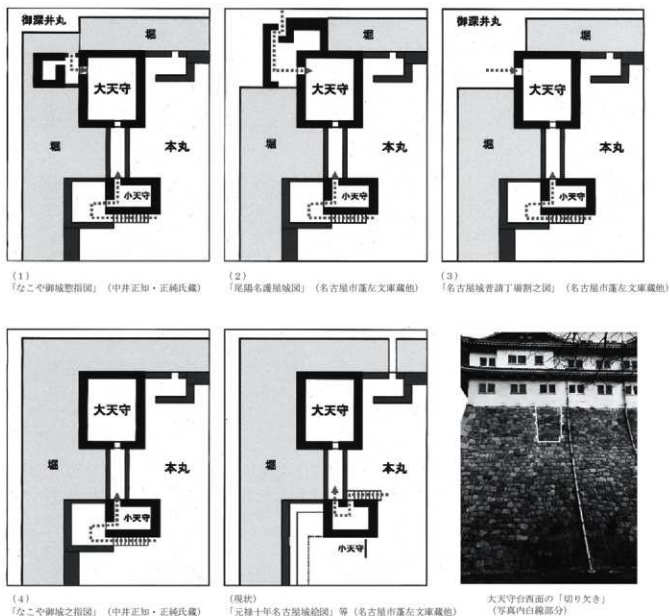 御深井丸
堀
大天守
堀
本丸
小天守
(1)
「なこや御城惣指図」（中井正知・正純氏蔵）
堀
大天守
堀
本丸
小天守
(2)
「尾陽名護屋城図」（名古屋市蓬左文庫蔵他）
御深井丸
堀
大天守
堀
本丸
小天守
(3)
「名古屋城普請丁場割之図」（名古屋市蓬左文庫蔵他）
大天守
堀
本丸
小天守
(4)
「なこや御城之指図」（中井正知・正純氏蔵）
大天守
堀
本丸
小天守
(現状)
「元禄十年名古屋城絵図」等（名古屋市蓬左文庫蔵他）
大天守台西面の「切り欠き」
(写真内白線部分)